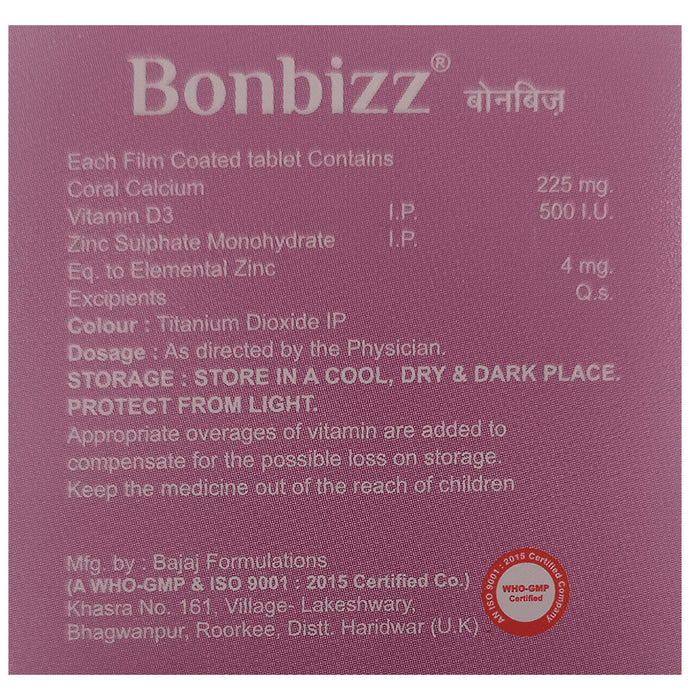 Bonbizz® बोनबिज़
Each Film Coated tablet Contains
Coral Calcium 225 mg.
Vitamin D3 I.P. 500 I.U.
Zinc Sulphate Monohydrate I.P.
Eq. to Elemental Zinc 4 mg.
Excipients Q.s.
Colour : Titanium Dioxide IP
Dosage : As directed by the Physician.
STORAGE : STORE IN A COOL, DRY & DARK PLACE.
PROTECT FROM LIGHT.
Appropriate overages of vitamin are added to
compensate for the possible loss on storage.
Keep the medicine out of the reach of children
Mfg. by : Bajaj Formulations
(A WHO-GMP & ISO 9001 : 2015 Certified Co.)
Khasra No. 161, Village- Lakeshwary,
Bhagwanpur, Roorkee, Distt. Haridwar (U.K)
AN ISO 9001 : 2015 Certified Company
WHO-GMP
Certified